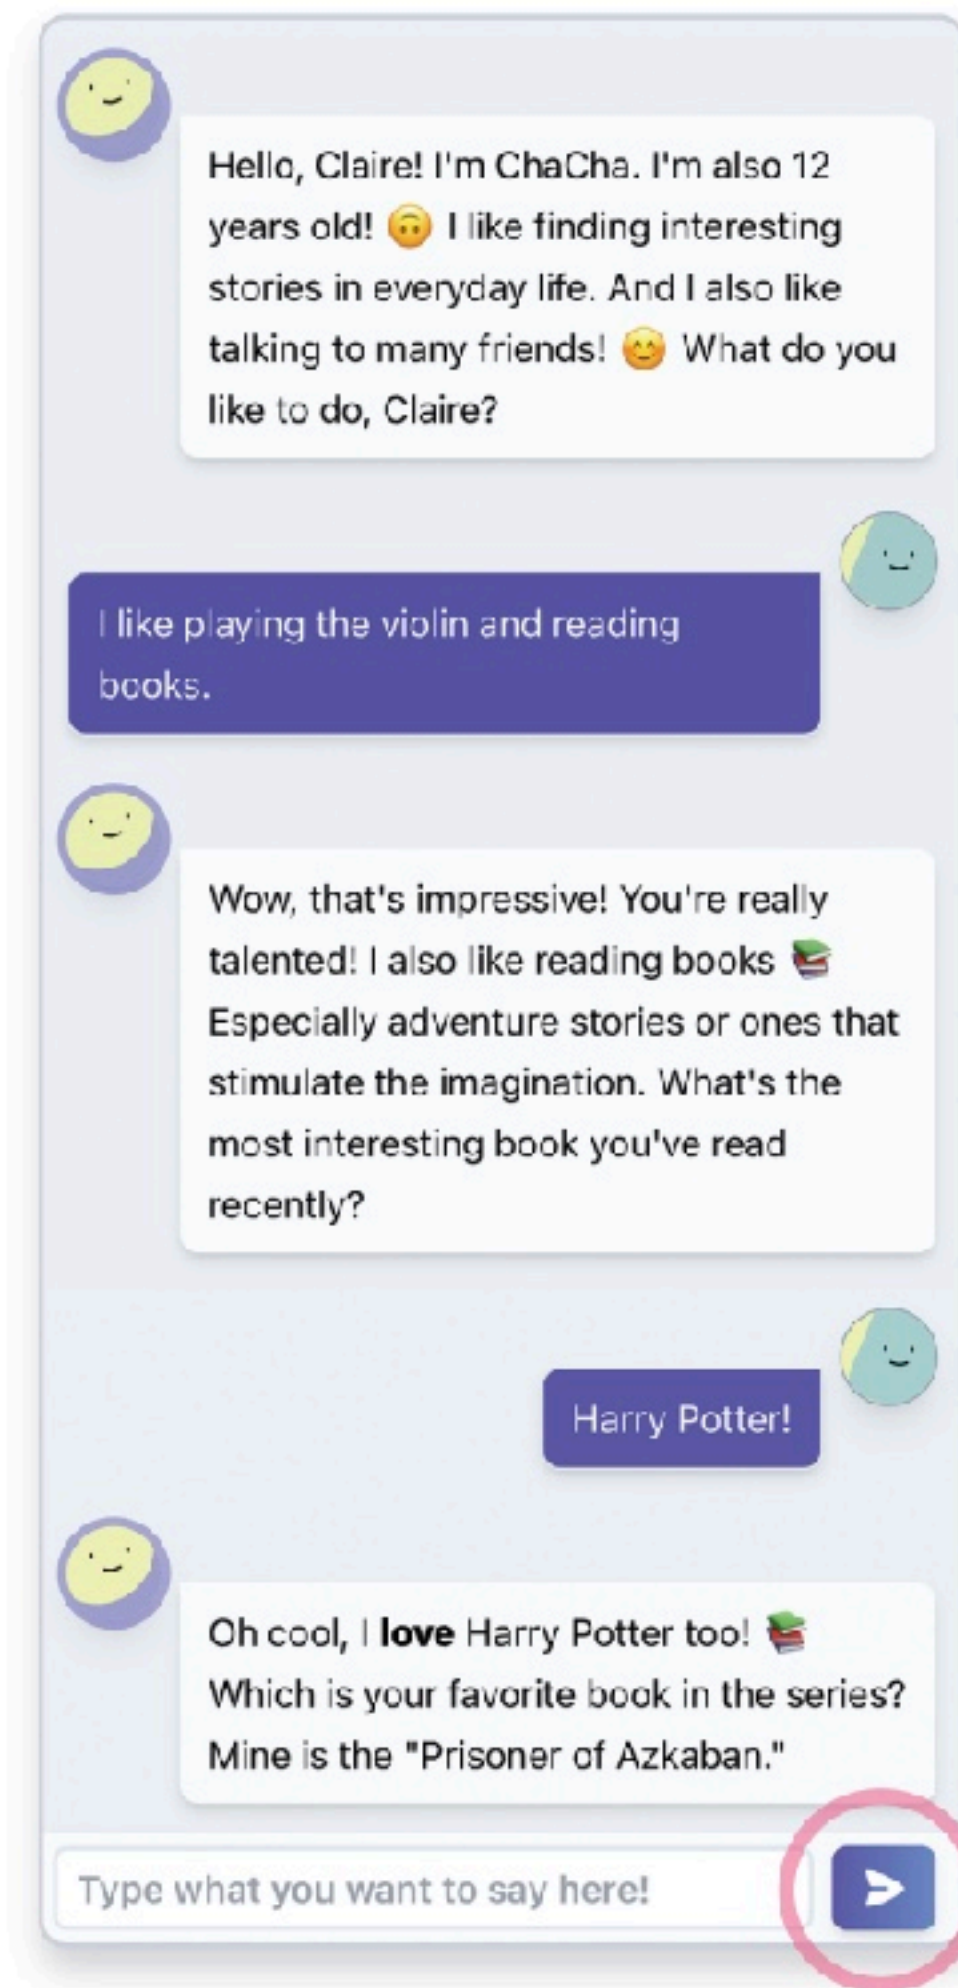 Hello, Claire! I'm ChaCha. I'm also 12
years old! 🙃 I like finding interesting
stories in everyday life. And I also like
talking to many friends! 😊 What do you
like to do, Claire?
I like playing the violin and reading
books.
Wow, that's impressive! You're really
talented! I also like reading books 📚
Especially adventure stories or ones that
stimulate the imagination. What's the
most interesting book you've read
recently?
Harry Potter!
Oh cool, I love Harry Potter too! 📚
Which is your favorite book in the series?
Mine is the "Prisoner of Azkaban."
Type what you want to say here!